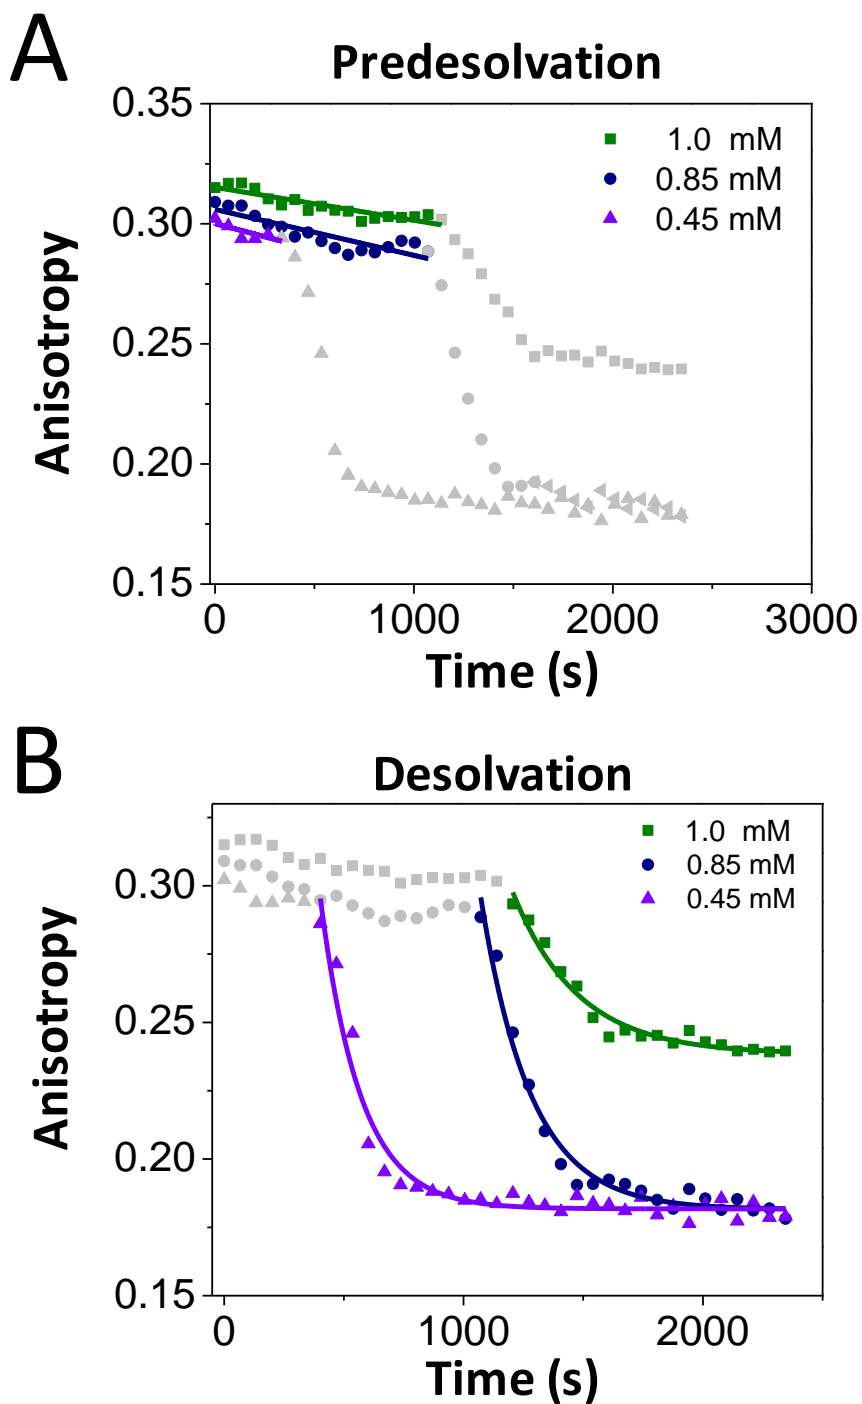 A
Predesolvation
0.35
0.30
0.25
0.20
0.15
Anisotropy
1.0 mM
0.85 mM
0.45 mM
0 1000 2000 3000
Time (s)
B
Desolvation
0.30
0.25
0.20
0.15
Anisotropy
1.0 mM
0.85 mM
0.45 mM
0 1000 2000
Time (s)